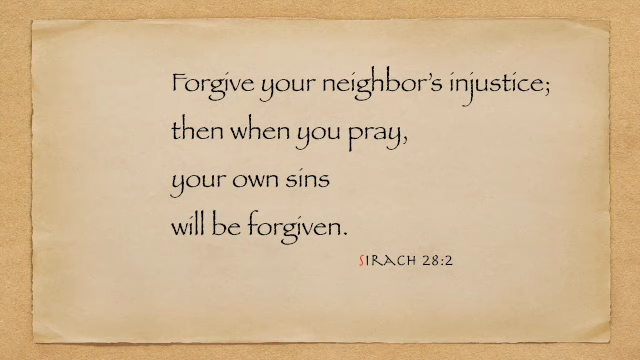 Forgive your neighbor's injustice;
then when you pray,
your own sins
will be forgiven.
SIRACH 28:2